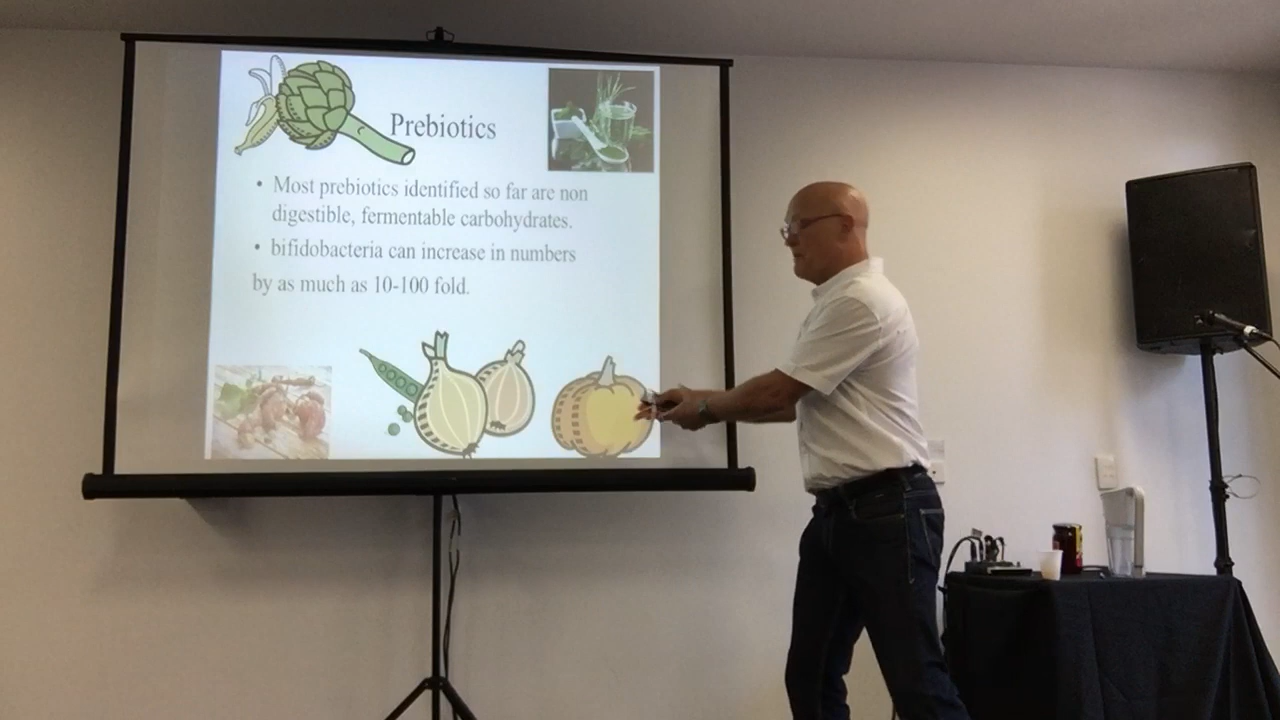 Prebiotics
• Most prebiotics identified so far are non
digestible, fermentable carbohydrates.
• bifidobacteria can increase in numbers
by as much as 10-100 fold.